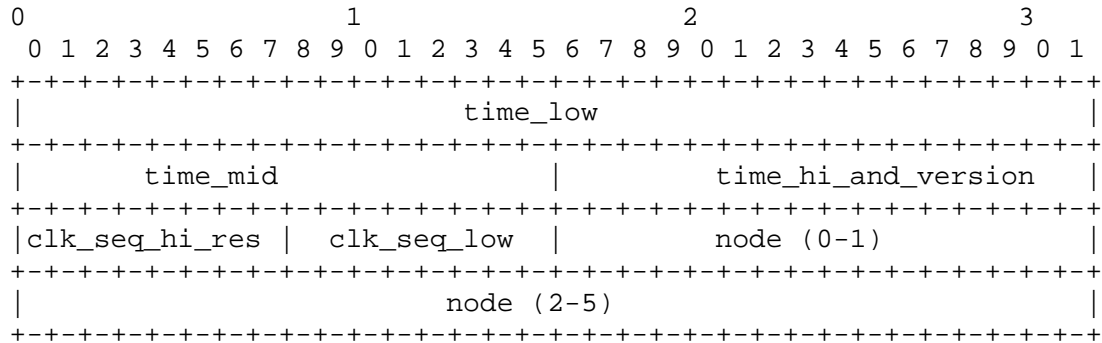 0                   1                   2                   3
 0 1 2 3 4 5 6 7 8 9 0 1 2 3 4 5 6 7 8 9 0 1 2 3 4 5 6 7 8 9 0 1
+-+-+-+-+-+-+-+-+-+-+-+-+-+-+-+-+-+-+-+-+-+-+-+-+-+-+-+-+-+-+-+-+
|                          time_low                             |
+-+-+-+-+-+-+-+-+-+-+-+-+-+-+-+-+-+-+-+-+-+-+-+-+-+-+-+-+-+-+-+-+
|       time_mid                |         time_hi_and_version   |
+-+-+-+-+-+-+-+-+-+-+-+-+-+-+-+-+-+-+-+-+-+-+-+-+-+-+-+-+-+-+-+-+
|clk_seq_hi_res |  clk_seq_low  |         node (0-1)            |
+-+-+-+-+-+-+-+-+-+-+-+-+-+-+-+-+-+-+-+-+-+-+-+-+-+-+-+-+-+-+-+-+
|                         node (2-5)                            |
+-+-+-+-+-+-+-+-+-+-+-+-+-+-+-+-+-+-+-+-+-+-+-+-+-+-+-+-+-+-+-+-+